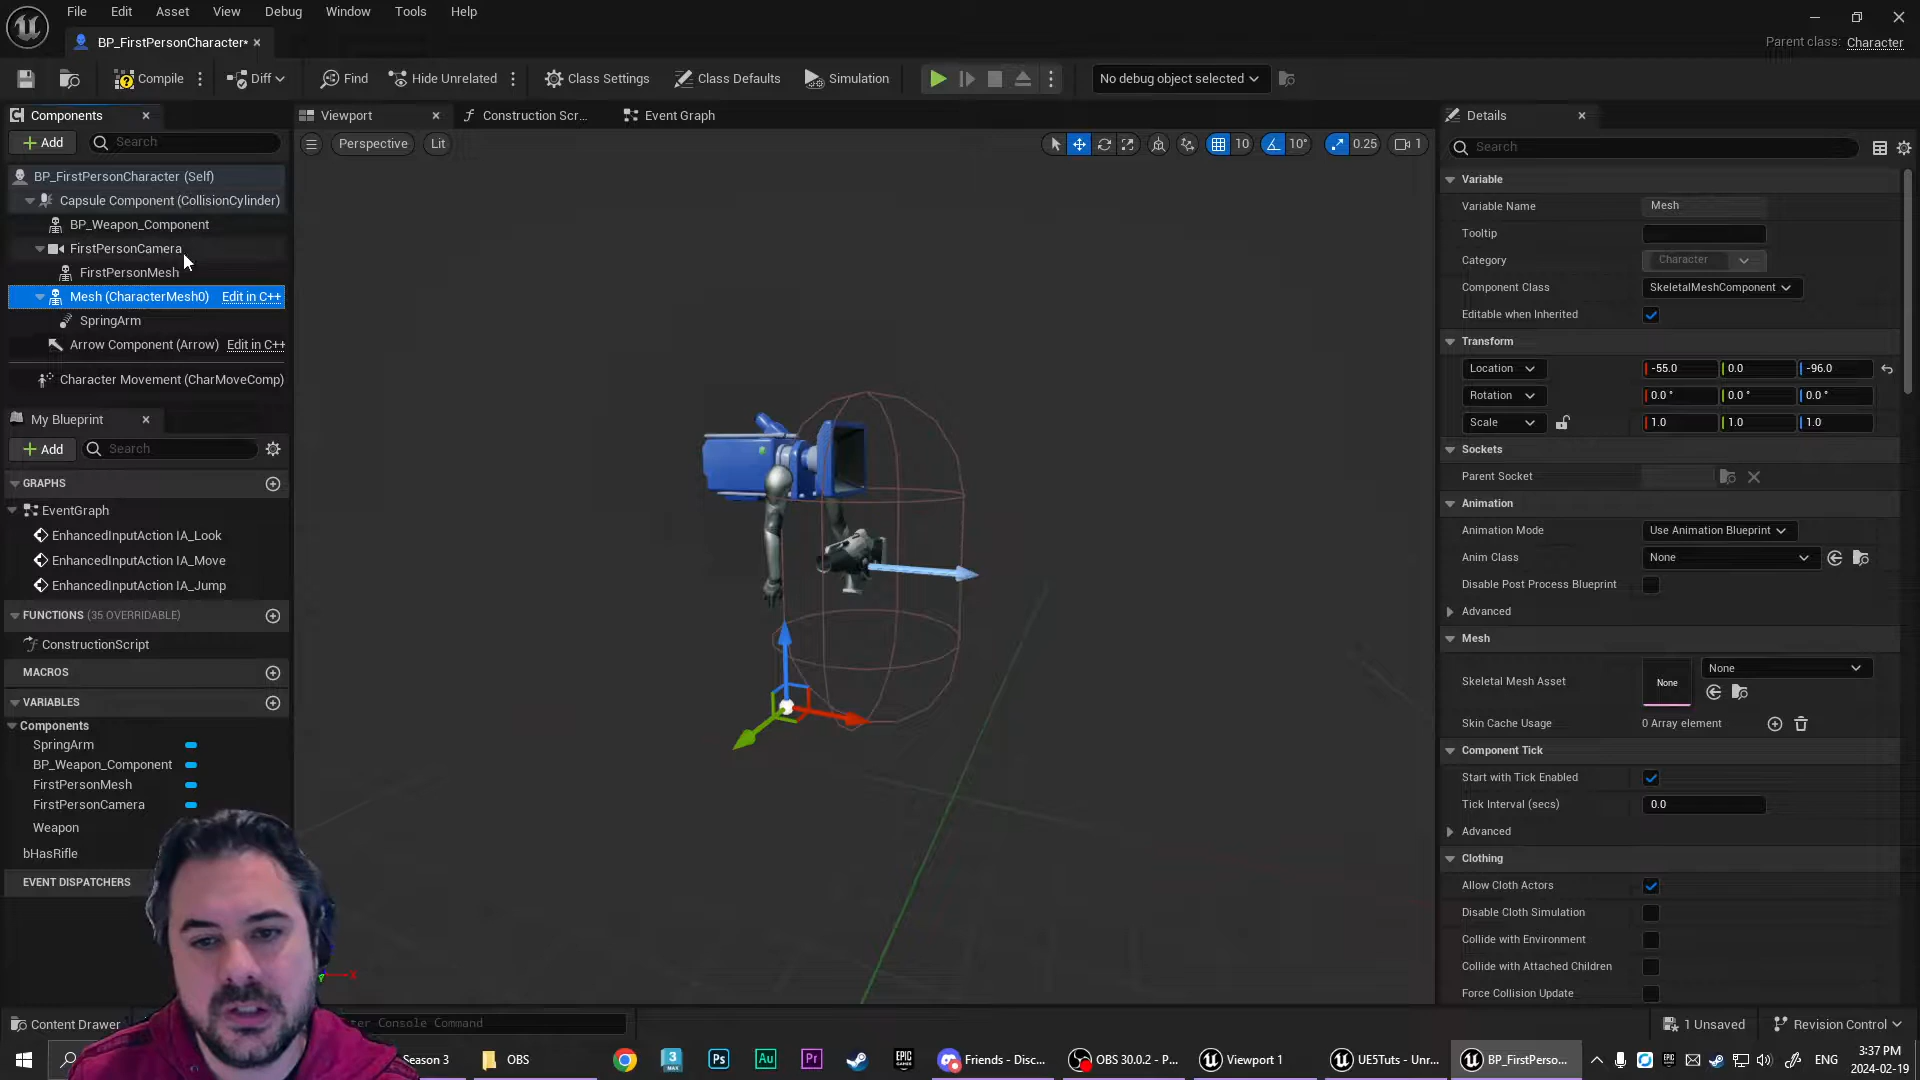 File Edit Asset View Debug Window Tools Help
BP_FirstPersonCharacter*
Parent class: Character
Compile Diff Find Hide Unrelated Class Settings Class Defaults Simulation No debug object selected
Components
Add Search
BP_FirstPersonCharacter (Self)
Capsule Component (CollisionCylinder)
BP_Weapon_Component
FirstPersonCamera
FirstPersonMesh
Mesh (CharacterMesh0) Edit in C++
SpringArm
Arrow Component (Arrow) Edit in C++
Character Movement (CharMoveComp)
My Blueprint
Add Search
GRAPHS
EventGraph
EnhancedInputAction IA_Look
EnhancedInputAction IA_Move
EnhancedInputAction IA_Jump
FUNCTIONS (35 OVERRIDABLE)
ConstructionScript
MACROS
VARIABLES
Components
SpringArm
BP_Weapon_Component
FirstPersonMesh
FirstPersonCamera
Weapon
bHasRifle
EVENT DISPATCHERS
Viewport Construction Scr... Event Graph
Perspective Lit 10 10° 0.25 1
X
Details
Search
Variable
Variable Name Mesh
Tooltip
Category Character
Component Class SkeletalMeshComponent
Editable when Inherited
Transform
Location -55.0 0.0 -96.0
Rotation 0.0° 0.0° 0.0°
Scale 1.0 1.0 1.0
Sockets
Parent Socket
Animation
Animation Mode Use Animation Blueprint
Anim Class None
Disable Post Process Blueprint
Advanced
Mesh
Skeletal Mesh Asset None None
Skin Cache Usage 0 Array element
Component Tick
Start with Tick Enabled
Tick Interval (secs) 0.0
Advanced
Clothing
Allow Cloth Actors
Disable Cloth Simulation
Collide with Environment
Collide with Attached Children
Force Collision Update
Content Drawer ter Console Command 1 Unsaved Revision Control
Season 3 OBS Ps Au Pr EPIC GAMES Friends - Disc... OBS 30.0.2 - P... Viewport 1 UE5Tuts - Unr... BP_FirstPerso... ENG
3:37 PM
2024-02-19